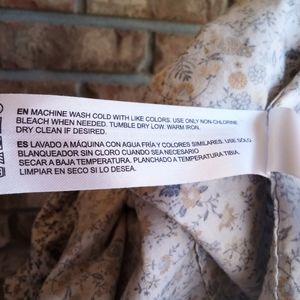 EN MACHINE WASH COLD WITH LIKE COLORS. USE ONLY NON-CHLORINE
BLEACH WHEN NEEDED. TUMBLE DRY LOW. WARM IRON.
DRY CLEAN IF DESIRED.
ES LAVADO A MÁQUINA CON AGUA FRÍA Y COLORES SIMILARES. USE SOLO
BLANQUEADOR SIN CLORO CUANDO SEA NECESARIO
SECAR A BAJA TEMPERATURA. PLANCHADO A TEMPERATURA TIBIA.
LIMPIAR EN SECO SI LO DESEA.